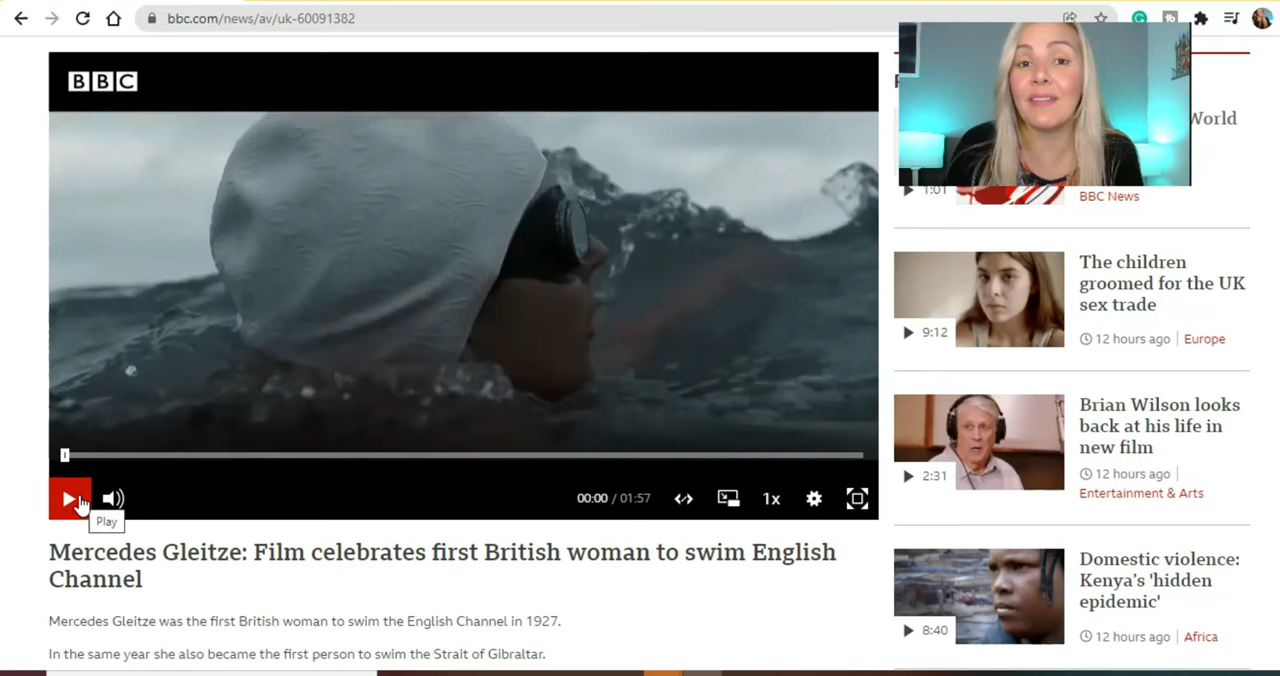 bbc.com/news/av/uk-60091382
BBC
World
1:01
BBC News
The children
groomed for the UK
sex trade
9:12
12 hours ago
Europe
Brian Wilson looks
back at his life in
new film
2:31
12 hours ago
Entertainment & Arts
00:00 / 01:57
1x
Play
Mercedes Gleitze: Film celebrates first British woman to swim English
Channel
Mercedes Gleitze was the first British woman to swim the English Channel in 1927.
In the same year she also became the first person to swim the Strait of Gibraltar.
Domestic violence:
Kenya's 'hidden
epidemic'
8:40
12 hours ago
Africa